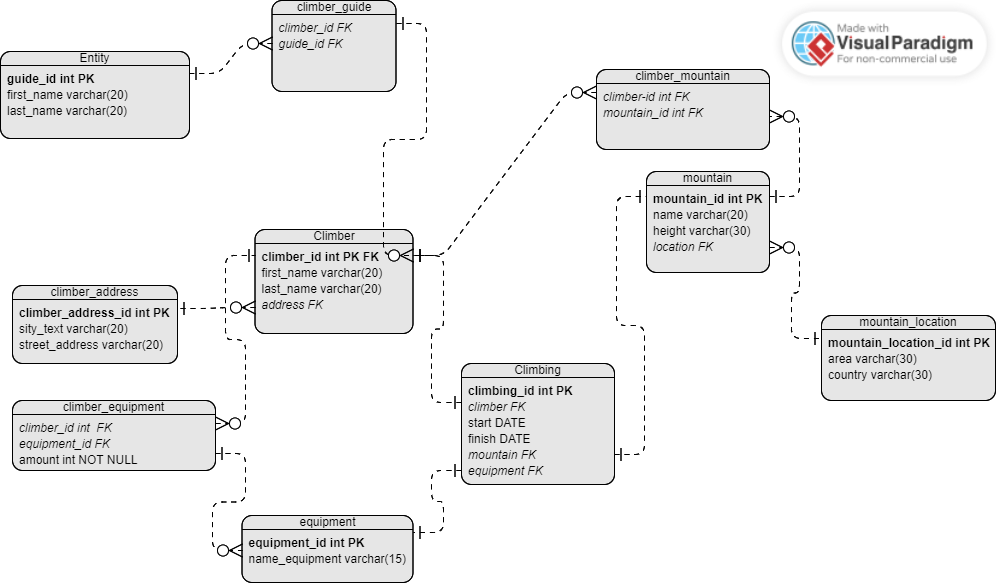 climber_guide
climber_id FK
guide_id FK
Made with
Visual Paradigm
For non-commercial use
Entity
guide_id int PK
first_name varchar(20)
last_name varchar(20)
climber_mountain
climber-id int FK
mountain_id int FK
mountain
mountain_id int PK
name varchar(20)
height varchar(30)
location FK
Climber
climber_id int PK FK
first_name varchar(20)
last_name varchar(20)
address FK
climber_address
climber_address_id int PK
sity_text varchar(20)
street_address varchar(20)
mountain_location
mountain_location_id int PK
area varchar(30)
country varchar(30)
Climbing
climbing_id int PK
climber FK
start DATE
finish DATE
mountain FK
equipment FK
climber_equipment
climber_id int  FK
equipment_id FK
amount int NOT NULL
equipment
equipment_id int PK
name_equipment varchar(15)